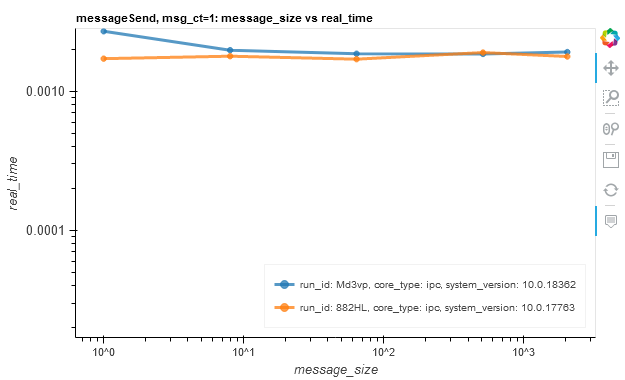 messageSend, msg_ct=1: message_size vs real_time
0.0010
real_time
0.0001
run_id: Md3vp, core_type: ipc, system_version: 10.0.18362
run_id: 882HL, core_type: ipc, system_version: 10.0.17763
10^0 10^1 10^2 10^3
message_size